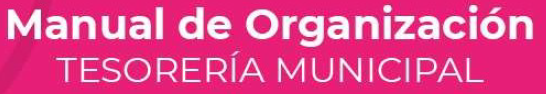 Manual de Organización
TESORERÍA MUNICIPAL